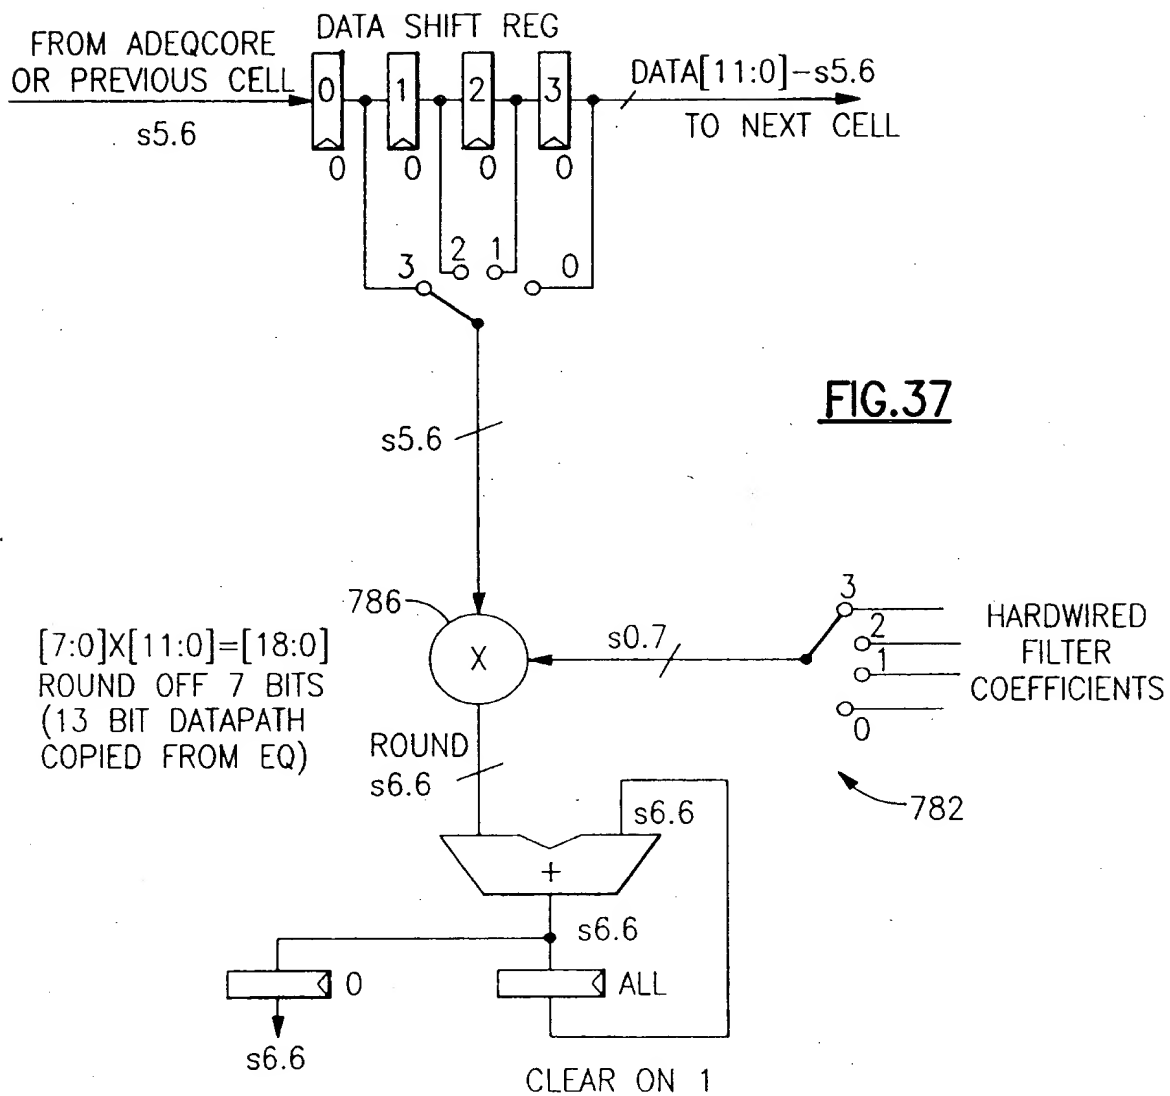 DATA SHIFT REG
FROM ADEQCORE
OR PREVIOUS CELL
s5.6
0 1 2 3
0 0 0 0
DATA[11:0]-s5.6
TO NEXT CELL
3 2 1 0
FIG.37
s5.6
786
X
s0.7
3
2
1
0
HARDWIRED
FILTER
COEFFICIENTS
782
[7:0]X[11:0]=[18:0]
ROUND OFF 7 BITS
(13 BIT DATAPATH
COPIED FROM EQ)
ROUND
s6.6
s6.6
+
s6.6
0
ALL
s6.6
CLEAR ON 1